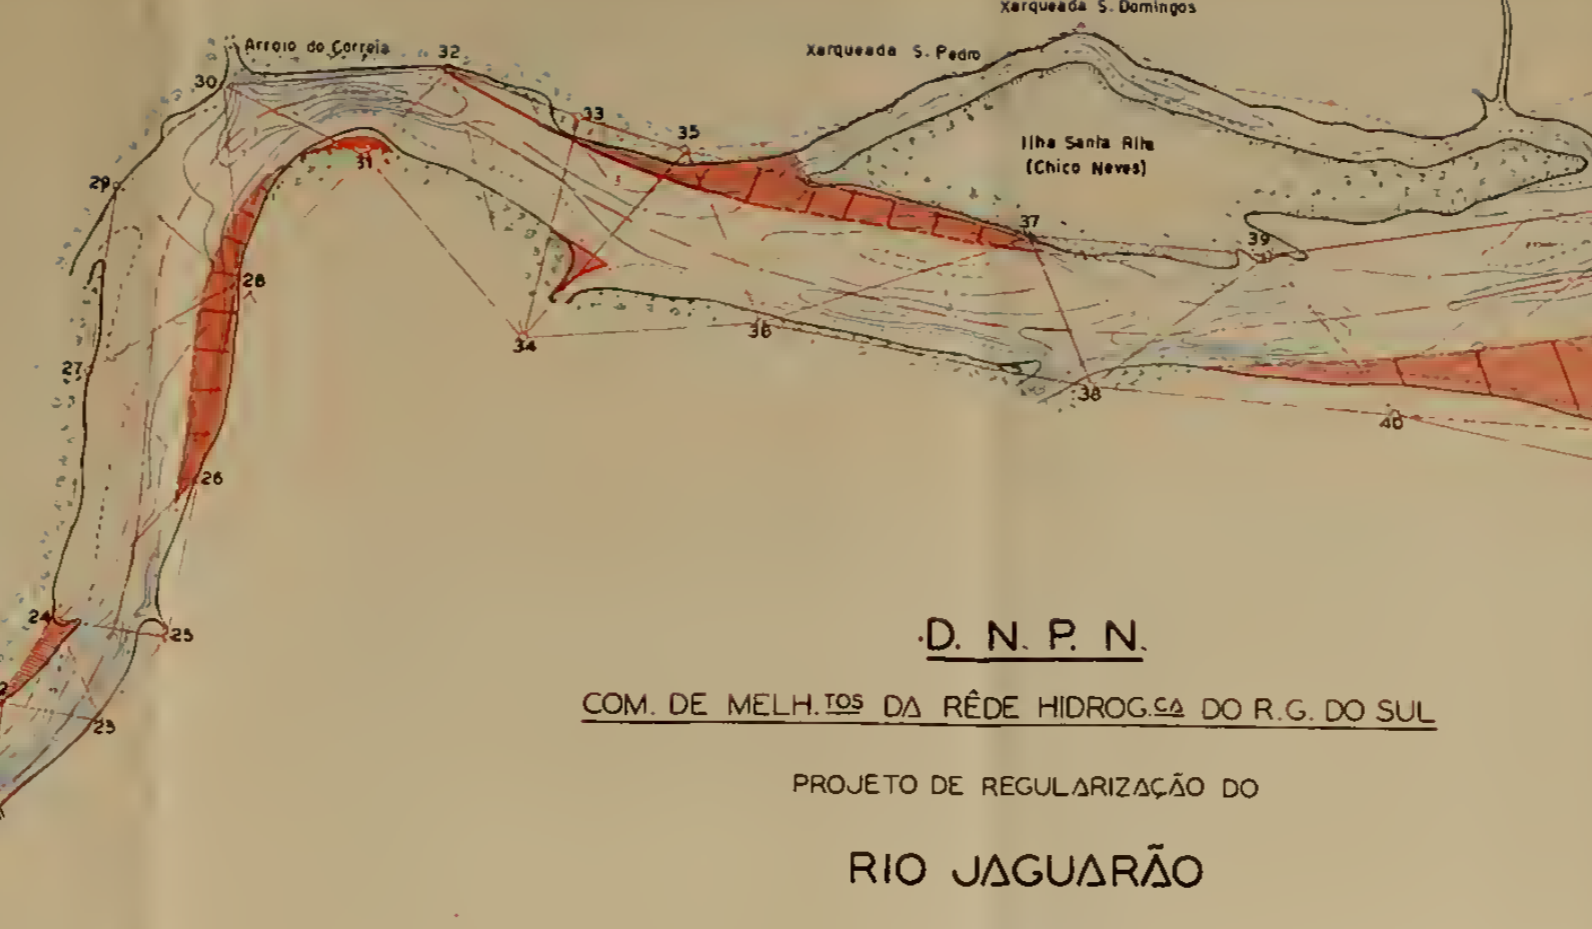 Xarqueada S. Domingos
Arroio do Correia
32
Xarqueada S. Pedro
30
33
35
Ilha Santa Rita
(Chico Neves)
31
29
37
39
28
34
36
27
38
40
26
24
25
23
D. N. P. N.
COM. DE MELH.TOS DA RÊDE HIDROG.CA DO R.G. DO SUL
PROJETO DE REGULARIZAÇÃO DO
RIO JAGUARÃO